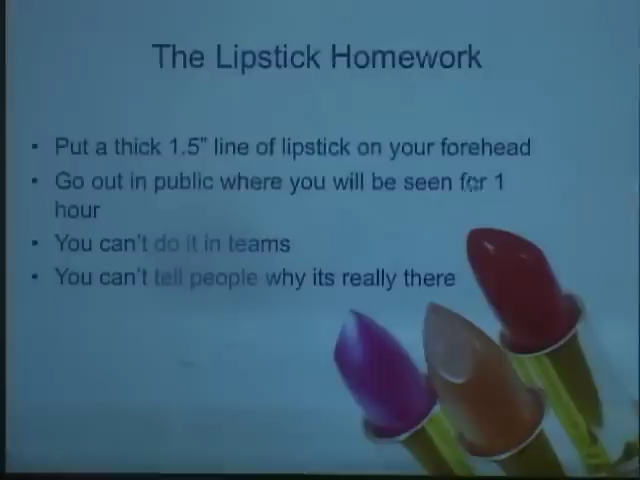 The Lipstick Homework
• Put a thick 1.5" line of lipstick on your forehead
• Go out in public where you will be seen for 1
hour
• You can't do it in teams
• You can't tell people why its really there